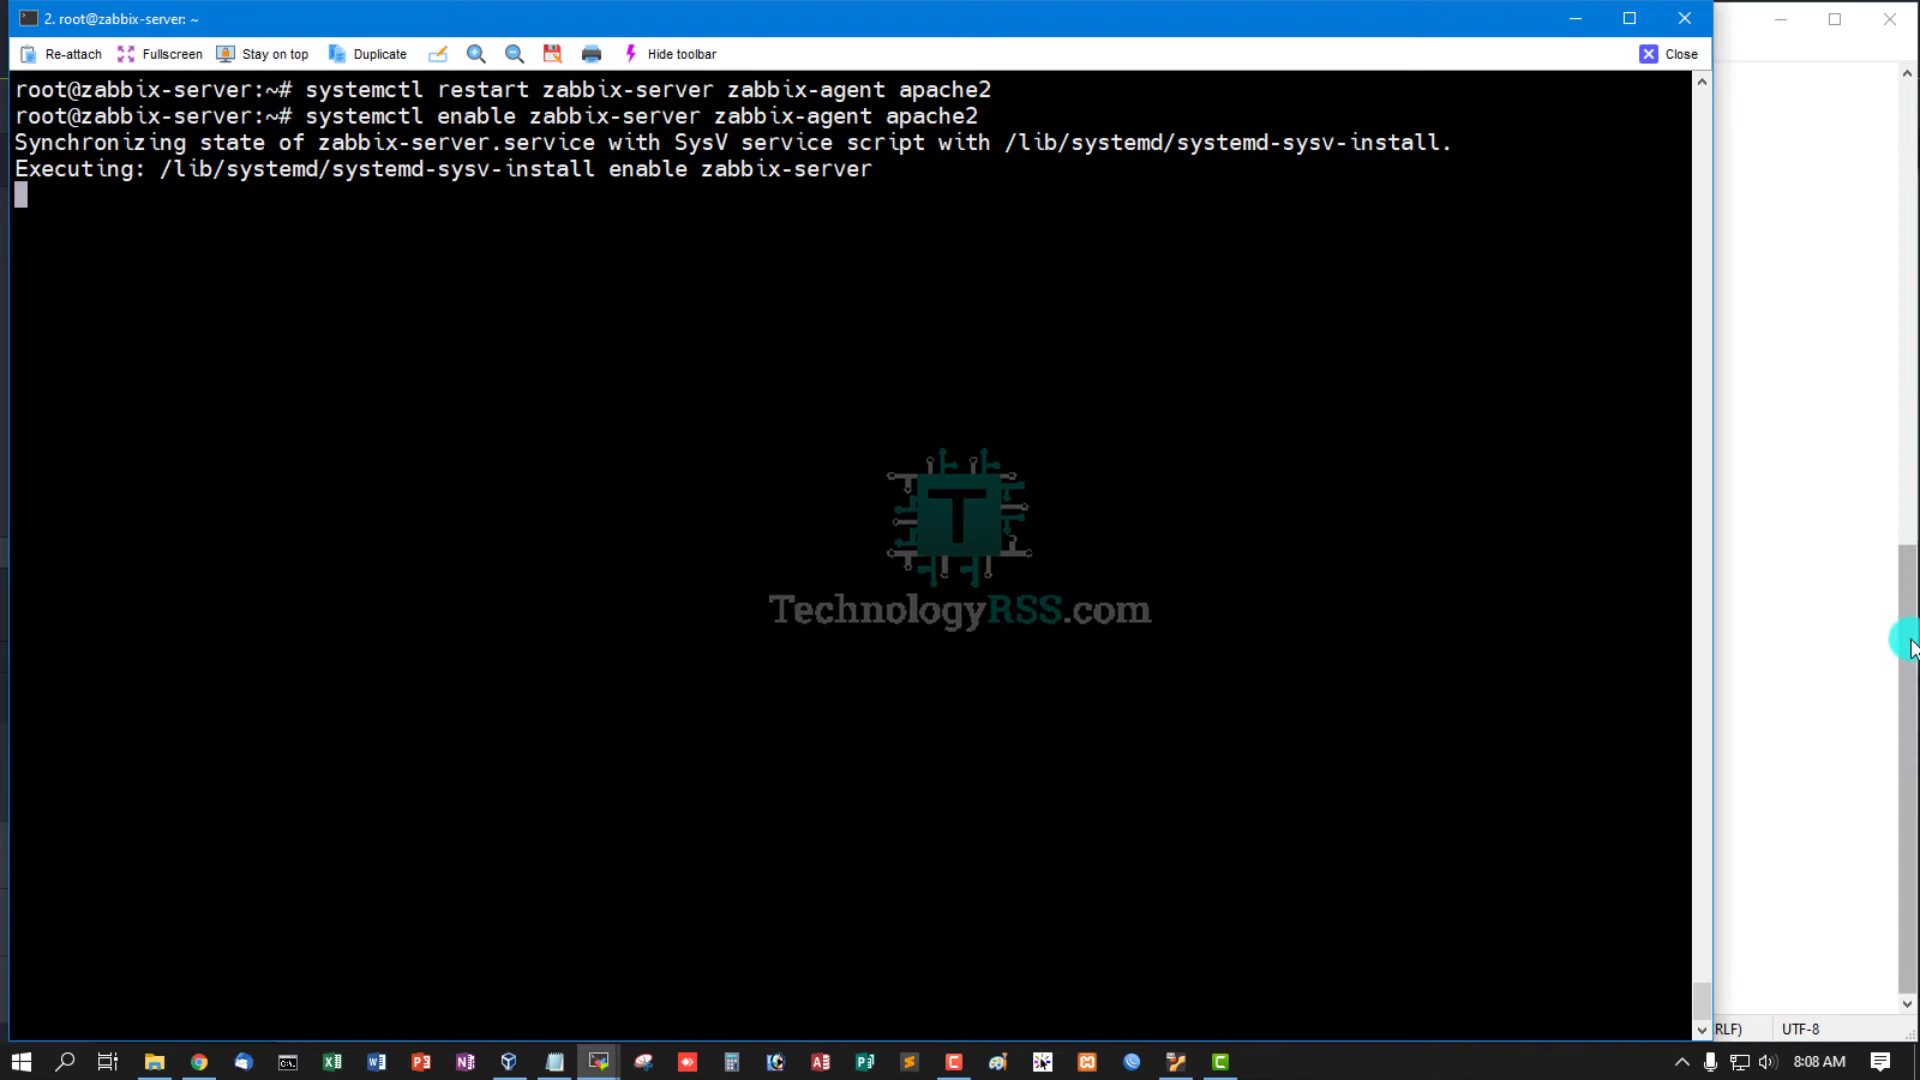 2. root@zabbix-server: ~
Re-attach Fullscreen Stay on top Duplicate Hide toolbar Close
root@zabbix-server:~# systemctl restart zabbix-server zabbix-agent apache2
root@zabbix-server:~# systemctl enable zabbix-server zabbix-agent apache2
Synchronizing state of zabbix-server.service with SysV service script with /lib/systemd/systemd-sysv-install.
Executing: /lib/systemd/systemd-sysv-install enable zabbix-server
T
TechnologyRSS.com
RLF) UTF-8
8:08 AM